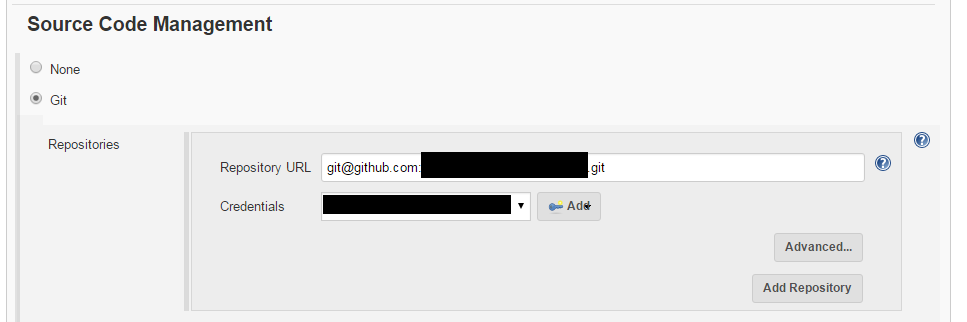 Source Code Management
None
Git
Repositories
Repository URL git@github.com: .git
Credentials Add
Advanced...
Add Repository